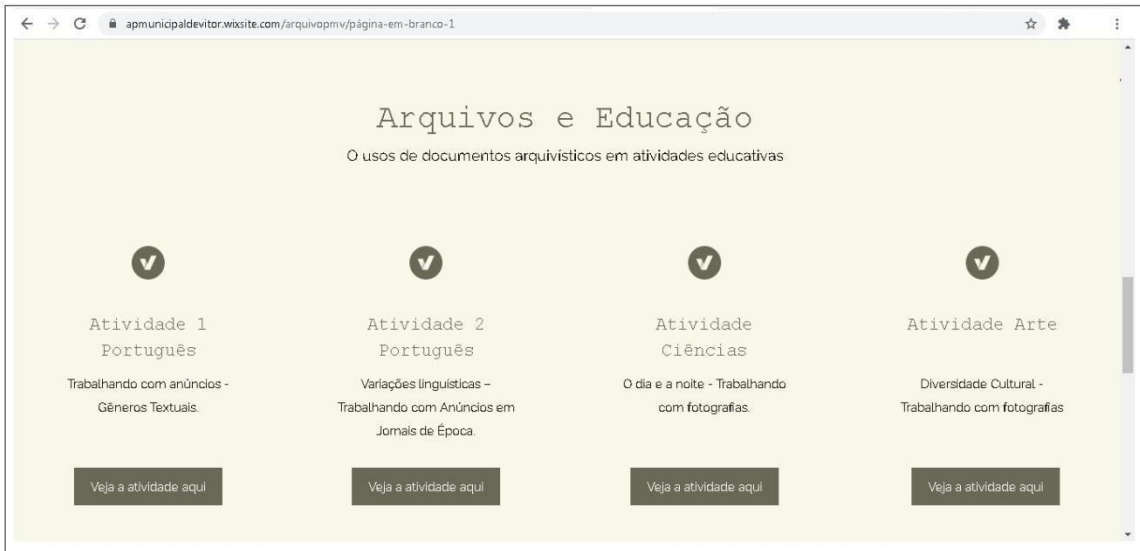 apmunicipaldevitor.wixsite.com/arquivopmv/página-em-branco-1
Arquivos e Educação
O usos de documentos arquivísticos em atividades educativas
Atividade 1
Português
Trabalhando com anúncios -
Gêneros Textuais.
Veja a atividade aqui
Atividade 2
Português
Variações linguísticas –
Trabalhando com Anúncios em
Jornais de Época.
Veja a atividade aqui
Atividade
Ciências
O dia e a noite - Trabalhando
com fotografias.
Veja a atividade aqui
Atividade Arte
Diversidade Cultural -
Trabalhando com fotografias
Veja a atividade aqui